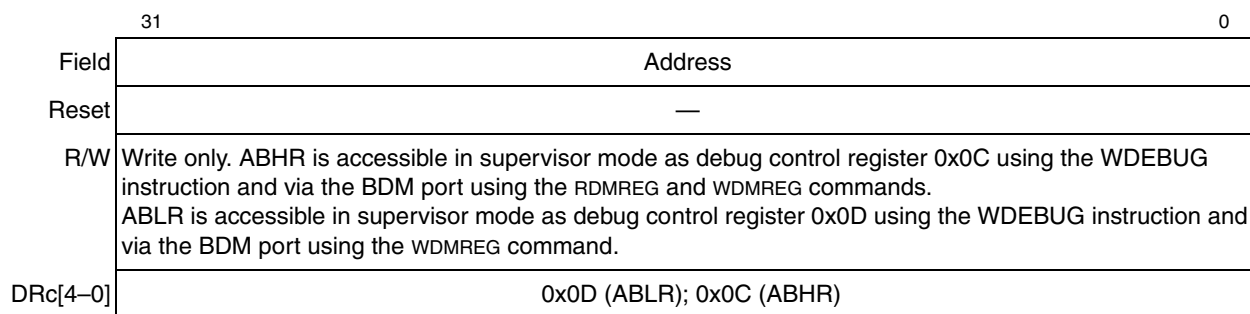 31 0
Field Address
Reset —
R/W Write only. ABHR is accessible in supervisor mode as debug control register 0x0C using the WDEBUG
instruction and via the BDM port using the RDMREG and WDMREG commands.
ABLR is accessible in supervisor mode as debug control register 0x0D using the WDEBUG instruction and
via the BDM port using the WDMREG command.
DRc[4–0] 0x0D (ABLR); 0x0C (ABHR)